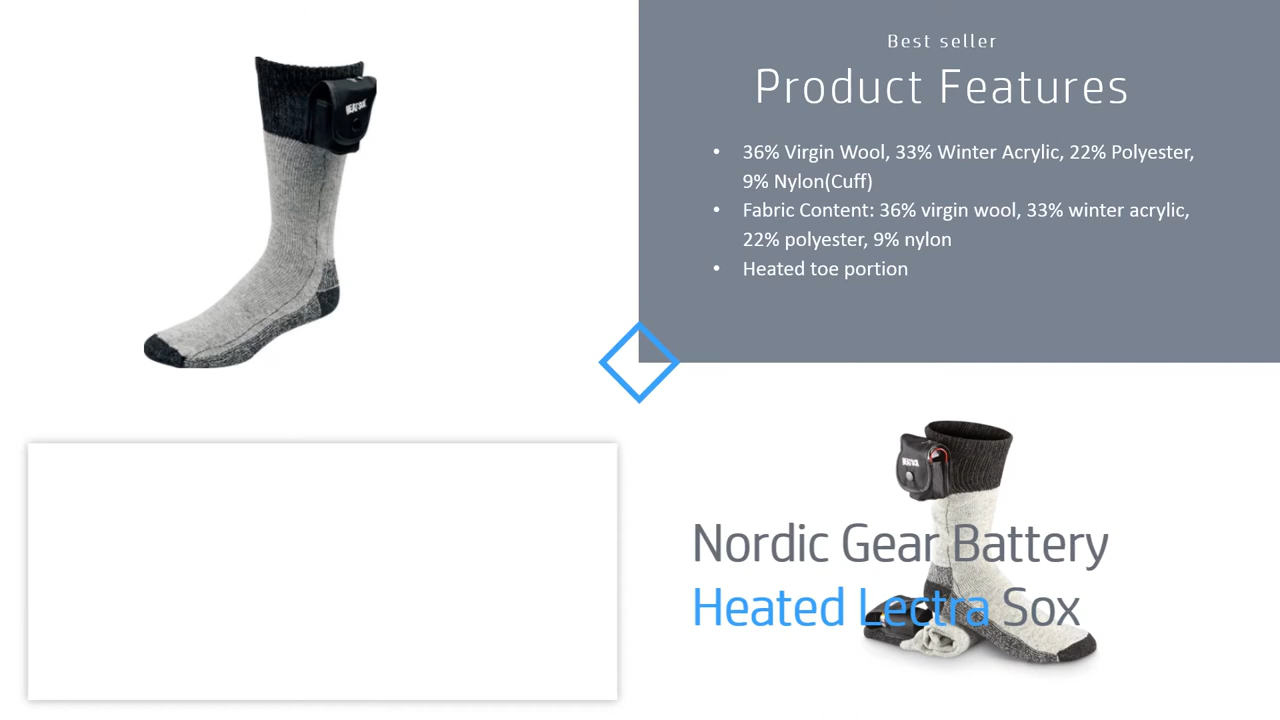 Best seller
Product Features
• 36% Virgin Wool, 33% Winter Acrylic, 22% Polyester,
9% Nylon(Cuff)
• Fabric Content: 36% virgin wool, 33% winter acrylic,
22% polyester, 9% nylon
• Heated toe portion
Nordic Gear Battery
Heated Lectra Sox